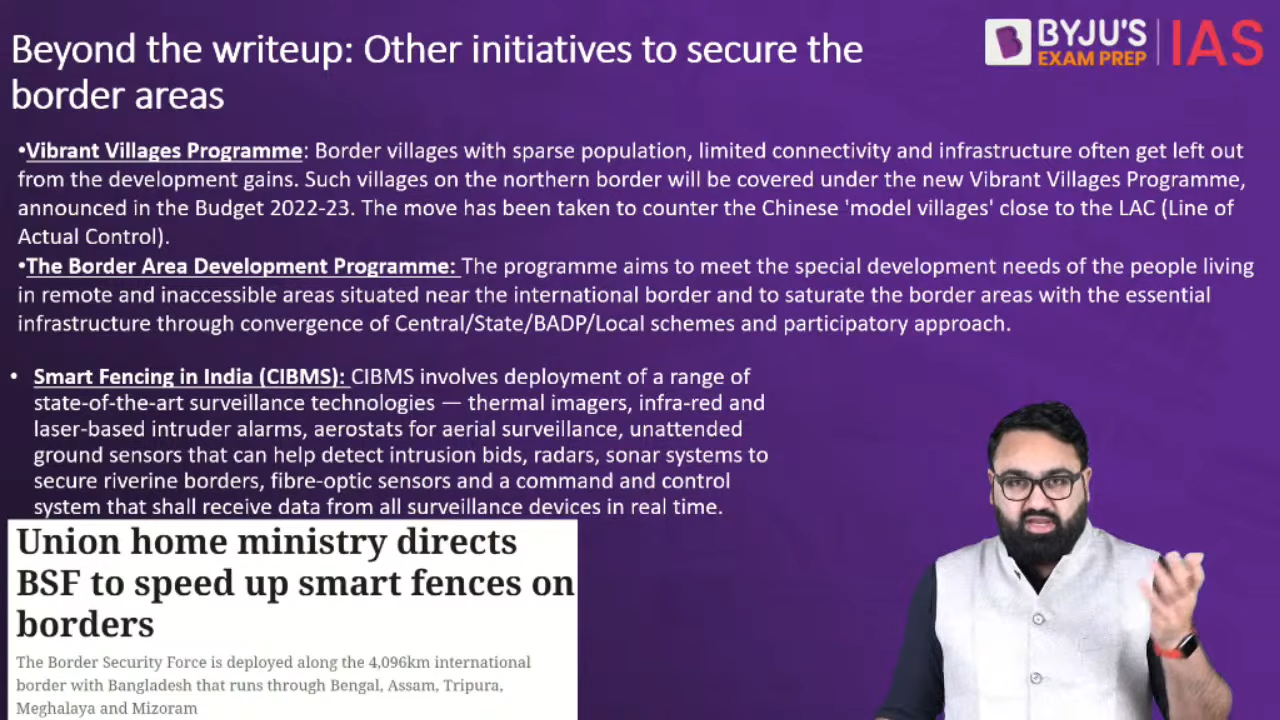 Beyond the writeup: Other initiatives to secure the
border areas
BYJU'S
EXAM PREP
IAS
•Vibrant Villages Programme: Border villages with sparse population, limited connectivity and infrastructure often get left out
from the development gains. Such villages on the northern border will be covered under the new Vibrant Villages Programme,
announced in the Budget 2022-23. The move has been taken to counter the Chinese 'model villages' close to the LAC (Line of
Actual Control).
•The Border Area Development Programme: The programme aims to meet the special development needs of the people living
in remote and inaccessible areas situated near the international border and to saturate the border areas with the essential
infrastructure through convergence of Central/State/BADP/Local schemes and participatory approach.
• Smart Fencing in India (CIBMS): CIBMS involves deployment of a range of
state-of-the-art surveillance technologies — thermal imagers, infra-red and
laser-based intruder alarms, aerostats for aerial surveillance, unattended
ground sensors that can help detect intrusion bids, radars, sonar systems to
secure riverine borders, fibre-optic sensors and a command and control
system that shall receive data from all surveillance devices in real time.
Union home ministry directs
BSF to speed up smart fences on
borders
The Border Security Force is deployed along the 4,096km international
border with Bangladesh that runs through Bengal, Assam, Tripura,
Meghalaya and Mizoram